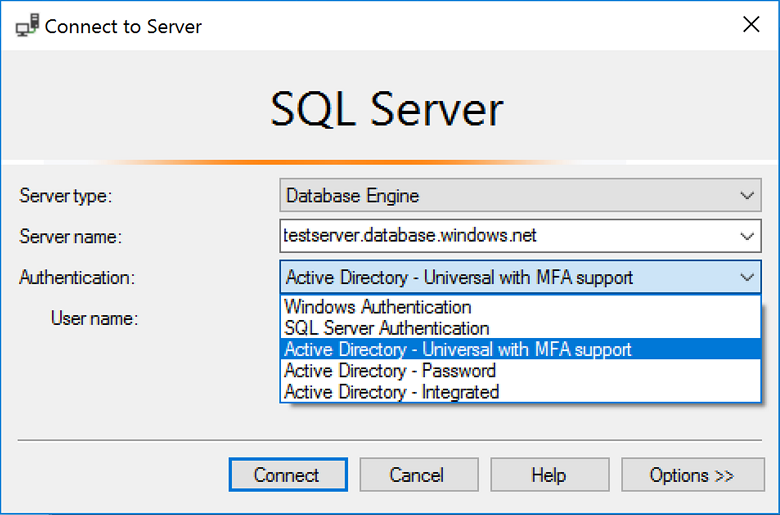 Connect to Server
SQL Server
Server type: Database Engine
Server name: testserver.database.windows.net
Authentication: Active Directory - Universal with MFA support
User name:
Windows Authentication
SQL Server Authentication
Active Directory - Universal with MFA support
Active Directory - Password
Active Directory - Integrated
Connect Cancel Help Options >>